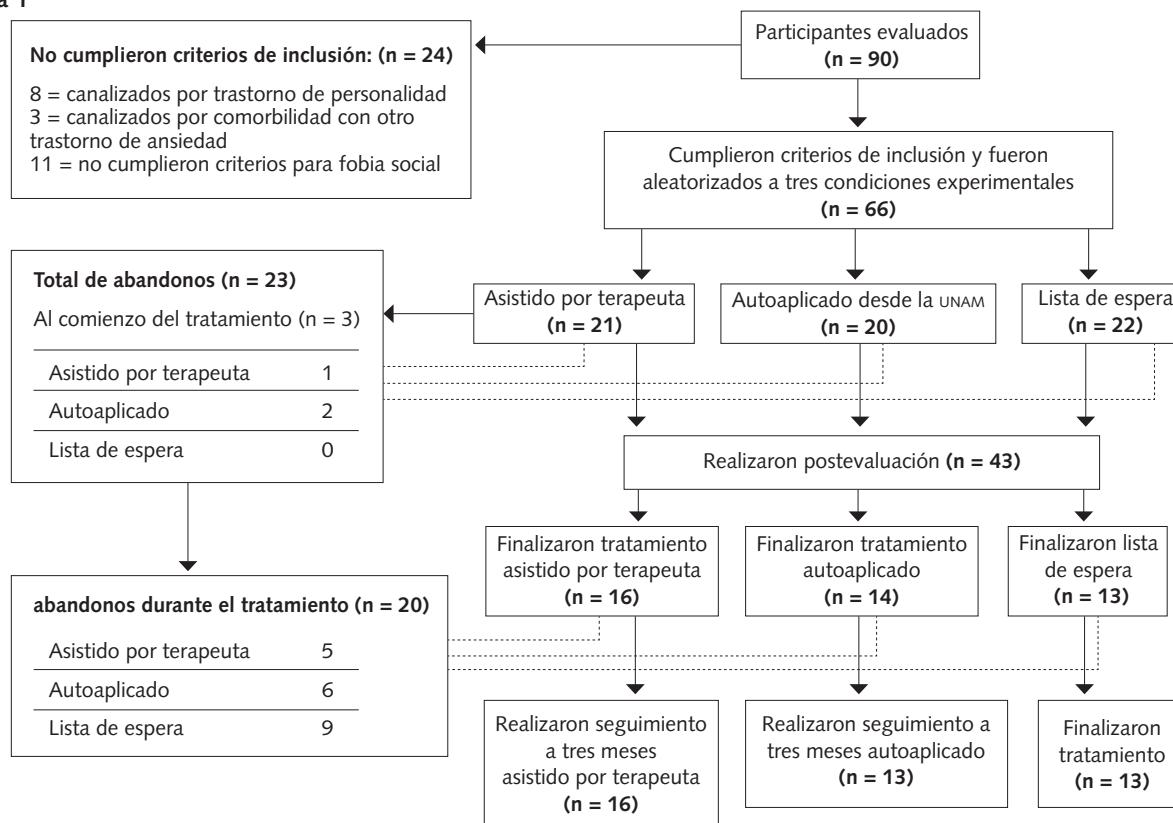 Participantes evaluados
(n = 90)
No cumplieron criterios de inclusión: (n = 24)
8 = canalizados por trastorno de personalidad
3 = canalizados por comorbilidad con otro
trastorno de ansiedad
11 = no cumplieron criterios para fobia social
Cumplieron criterios de inclusión y fueron
aleatorizados a tres condiciones experimentales
(n = 66)
Total de abandonos (n = 23)
Al comienzo del tratamiento (n = 3)
Asistido por terapeuta 1
Autoaplicado 2
Lista de espera 0
Asistido por terapeuta
(n = 21)
Autoaplicado desde la UNAM
(n = 20)
Lista de espera
(n = 22)
Realizaron postevaluación (n = 43)
Finalizaron tratamiento
asistido por terapeuta
(n = 16)
Finalizaron tratamiento
autoaplicado
(n = 14)
Finalizaron lista
de espera
(n = 13)
abandonos durante el tratamiento (n = 20)
Asistido por terapeuta 5
Autoaplicado 6
Lista de espera 9
Realizaron seguimiento
a tres meses
asistido por terapeuta
(n = 16)
Realizaron seguimiento a
tres meses autoaplicado
(n = 13)
Finalizaron
tratamiento
(n = 13)